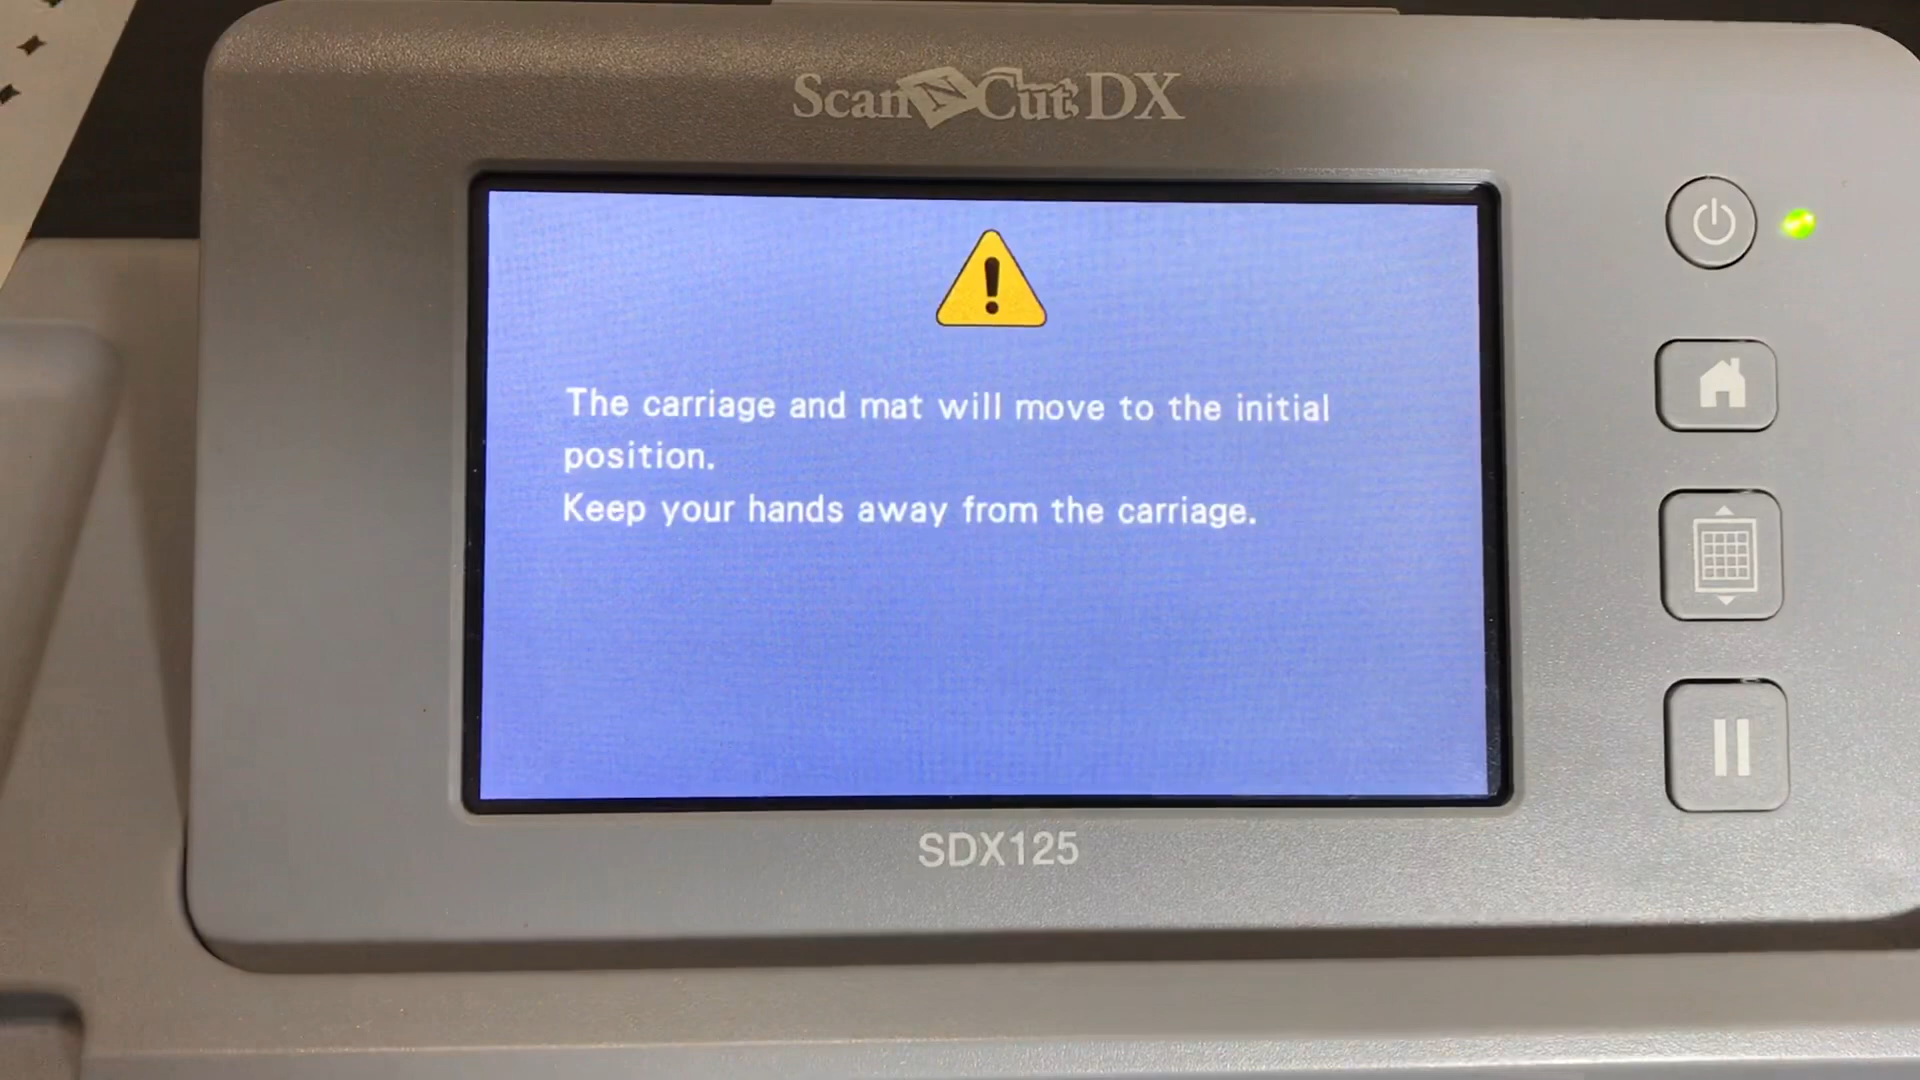 ScanNCut DX
The carriage and mat will move to the initial
position.
Keep your hands away from the carriage.
SDX125